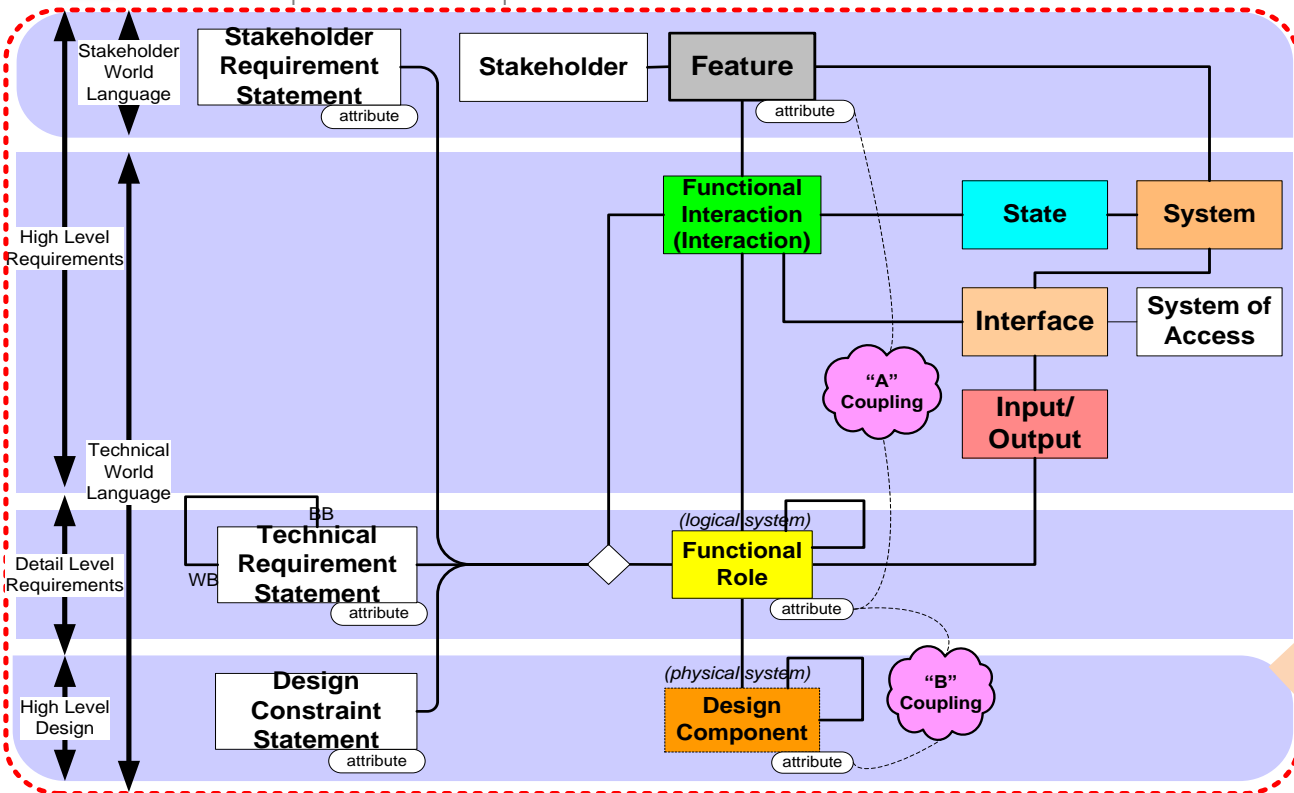 Stakeholder
World
Language
Stakeholder
Requirement
Statement
attribute
Stakeholder
Feature
attribute
High Level
Requirements
Functional
Interaction
(Interaction)
State
System
Interface
System of
Access
“A”
Coupling
Input/
Output
Technical
World
Language
Detail Level
Requirements
BB
WB
Technical
Requirement
Statement
attribute
(logical system)
Functional
Role
attribute
High Level
Design
Design
Constraint
Statement
attribute
(physical system)
Design
Component
attribute
“B”
Coupling